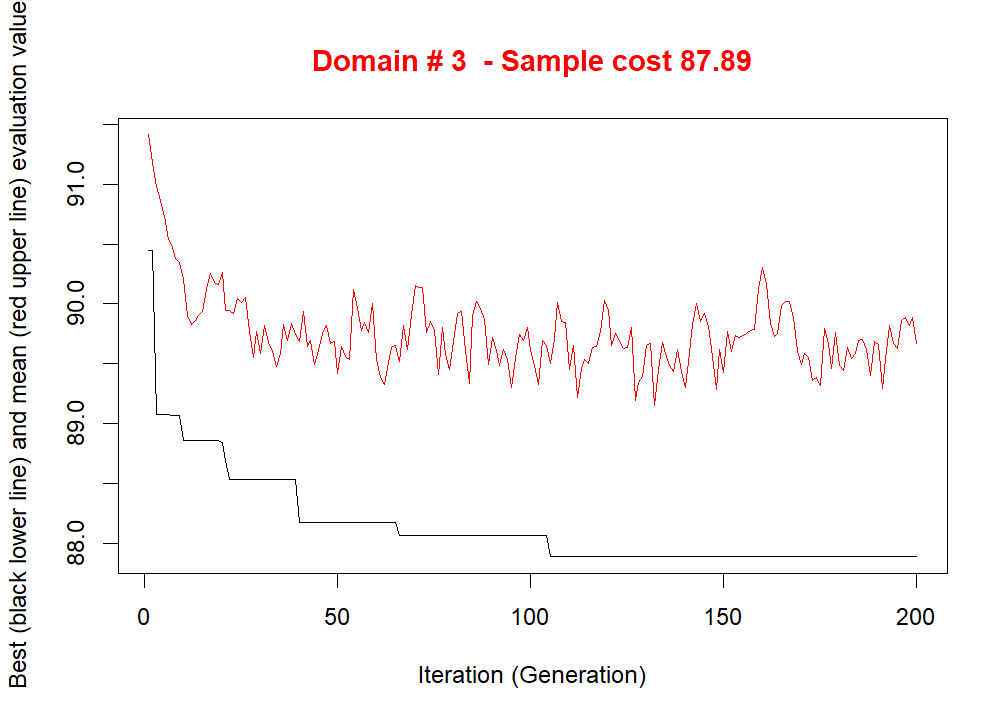 Domain # 3  - Sample cost 87.89
Best (black lower line) and mean (red upper line) evaluation value
91.0
90.0
89.0
88.0
0 50 100 150 200
Iteration (Generation)